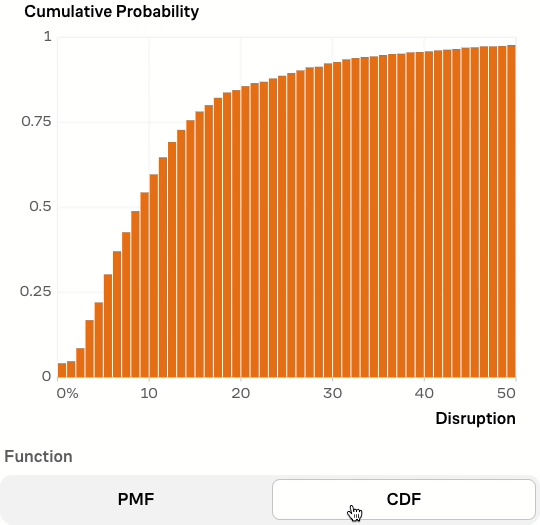 Cumulative Probability
1
0.75
0.5
0.25
0
0% 10 20 30 40 50
Disruption
Function
PMF CDF